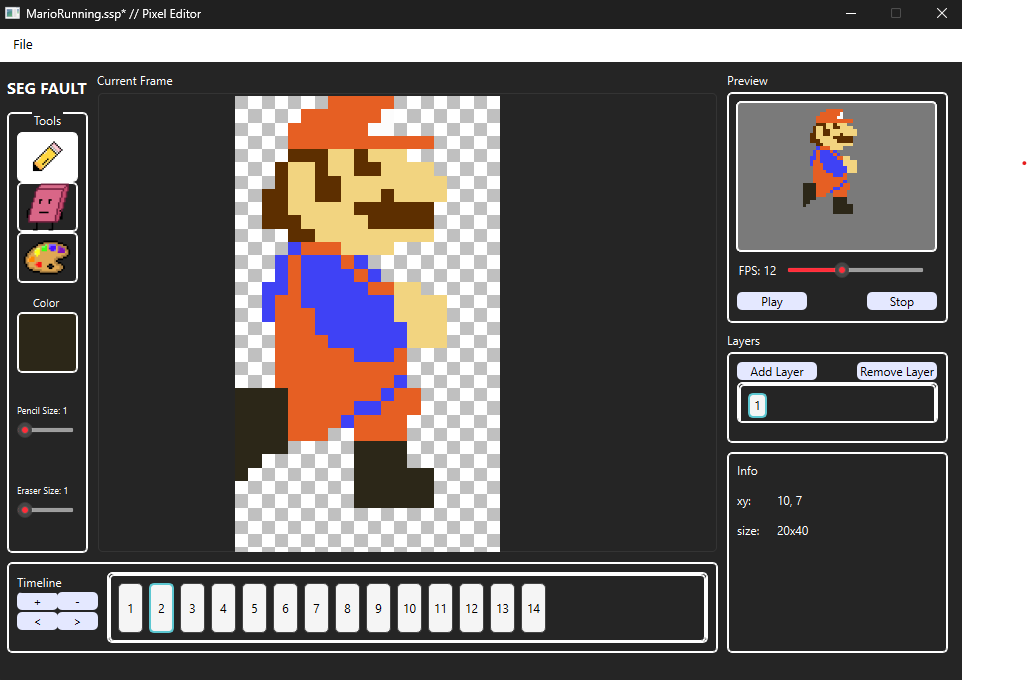 MarioRunning.ssp* // Pixel Editor
File
SEG FAULT
Current Frame
Preview
Tools
FPS: 12
Play
Stop
Color
Layers
Add Layer
Remove Layer
1
Pencil Size: 1
Eraser Size: 1
Info
xy: 10, 7
size: 20x40
Timeline
+ -
< >
1 2 3 4 5 6 7 8 9 10 11 12 13 14